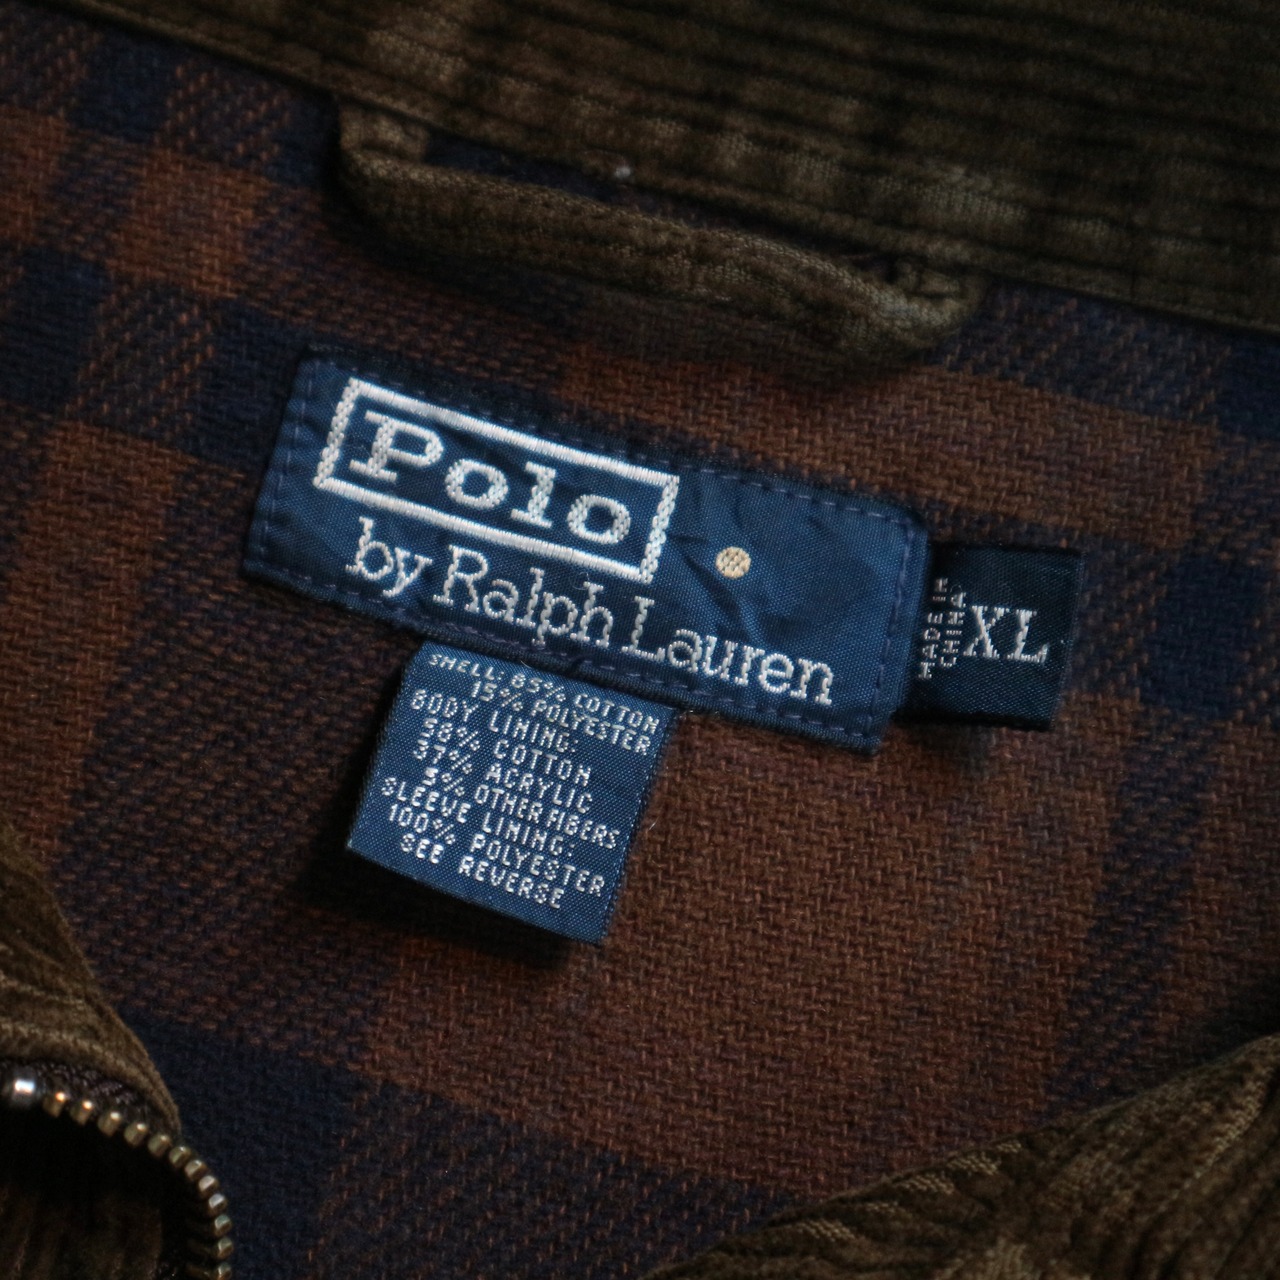 Polo
by Ralph Lauren
MADE IN
CHINA
XL
SHELL: 85% COTTON
15% POLYESTER
BODY LINING:
58% COTTON
37% ACRYLIC
5% OTHER FIBERS
SLEEVE LINING:
100% POLYESTER
SEE REVERSE